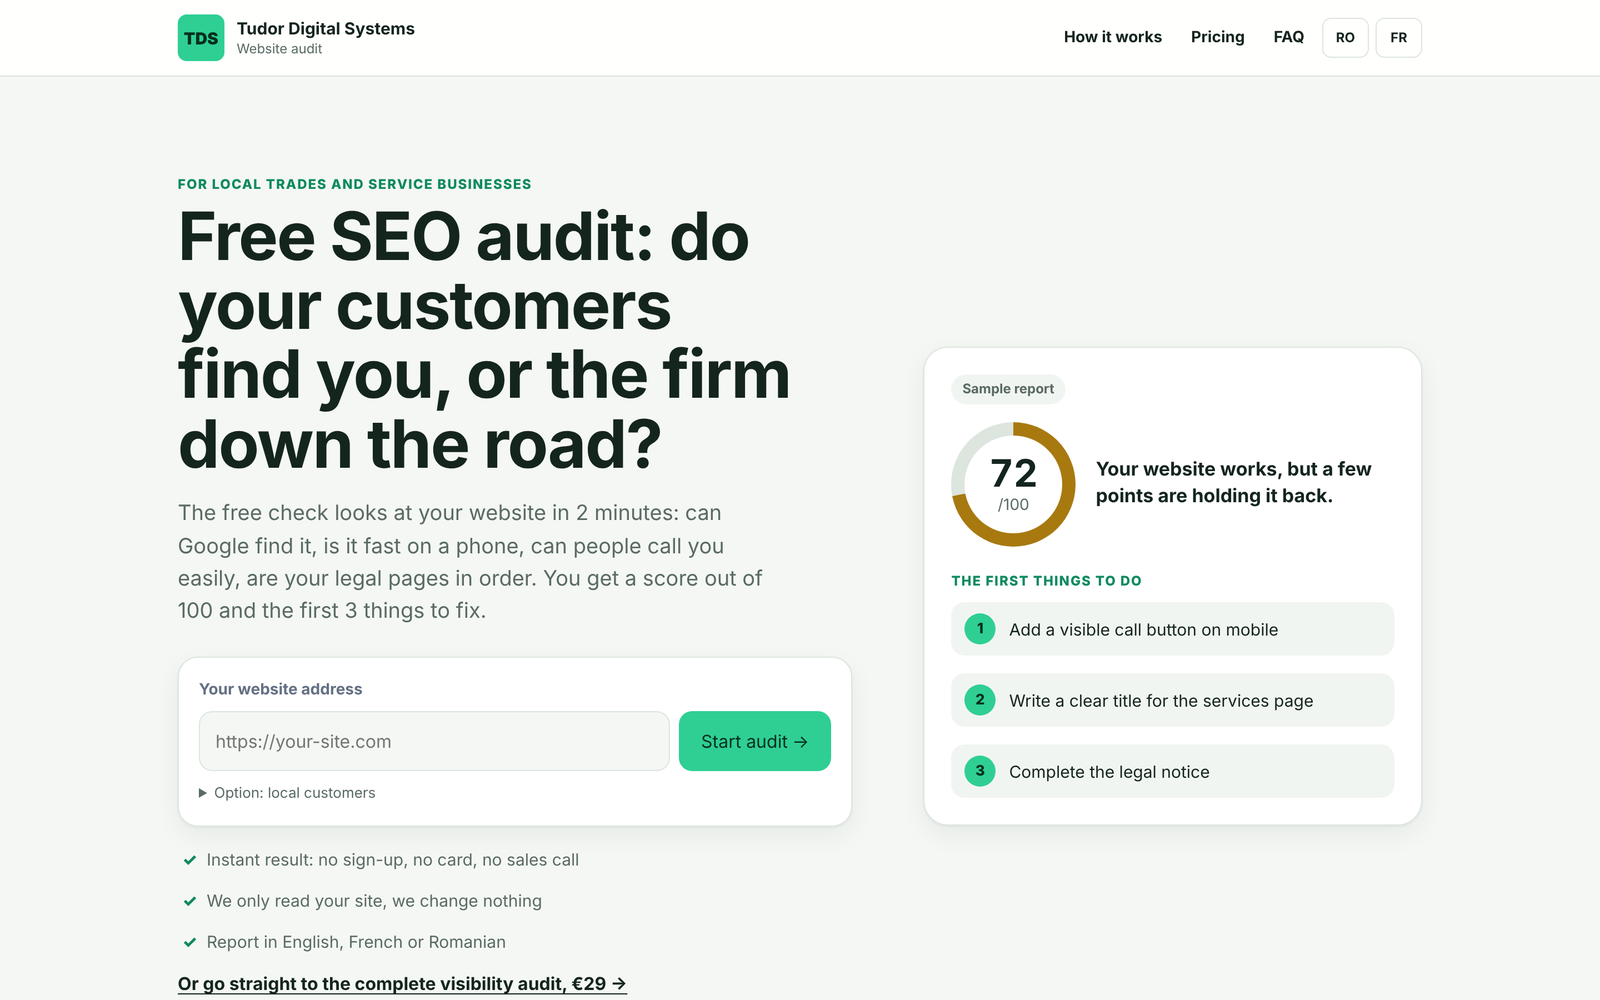 TDS
Tudor Digital Systems
Website audit
How it works
Pricing
FAQ
RO
FR
FOR LOCAL TRADES AND SERVICE BUSINESSES
Free SEO audit: do
your customers
find you, or the firm
down the road?
The free check looks at your website in 2 minutes: can
Google find it, is it fast on a phone, can people call you
easily, are your legal pages in order. You get a score out of
100 and the first 3 things to fix.
Your website address
https://your-site.com
Start audit →
▶ Option: local customers
✓ Instant result: no sign-up, no card, no sales call
✓ We only read your site, we change nothing
✓ Report in English, French or Romanian
Or go straight to the complete visibility audit, €29 →
Sample report
72
/100
Your website works, but a few
points are holding it back.
THE FIRST THINGS TO DO
1 Add a visible call button on mobile
2 Write a clear title for the services page
3 Complete the legal notice